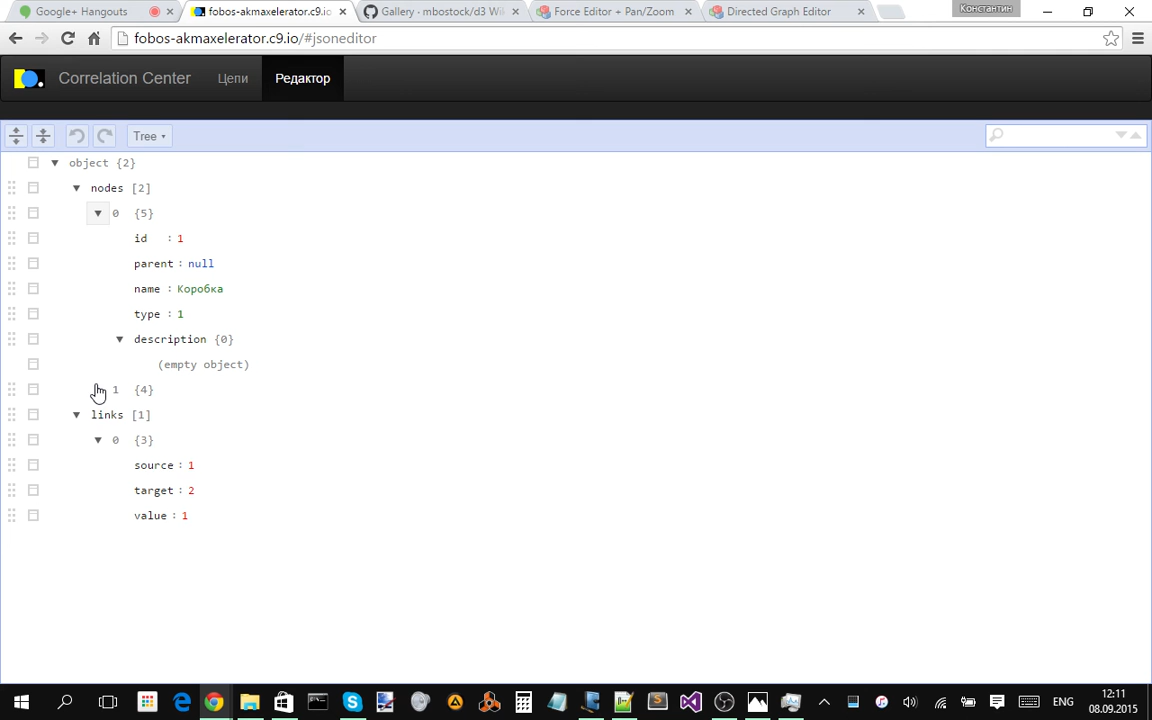 Google+ Hangouts
fobos-akmaxelerator.c9.io
Gallery · mbostock/d3 Wi
Force Editor + Pan/Zoom
Directed Graph Editor
Константин
fobos-akmaxelerator.c9.io/#jsoneditor
Correlation Center
Цепи
Редактор
Tree
object {2}
nodes [2]
0 {5}
id : 1
parent : null
name : Коробка
type : 1
description {0}
(empty object)
1 {4}
links [1]
0 {3}
source : 1
target : 2
value : 1
ENG
12:11
08.09.2015